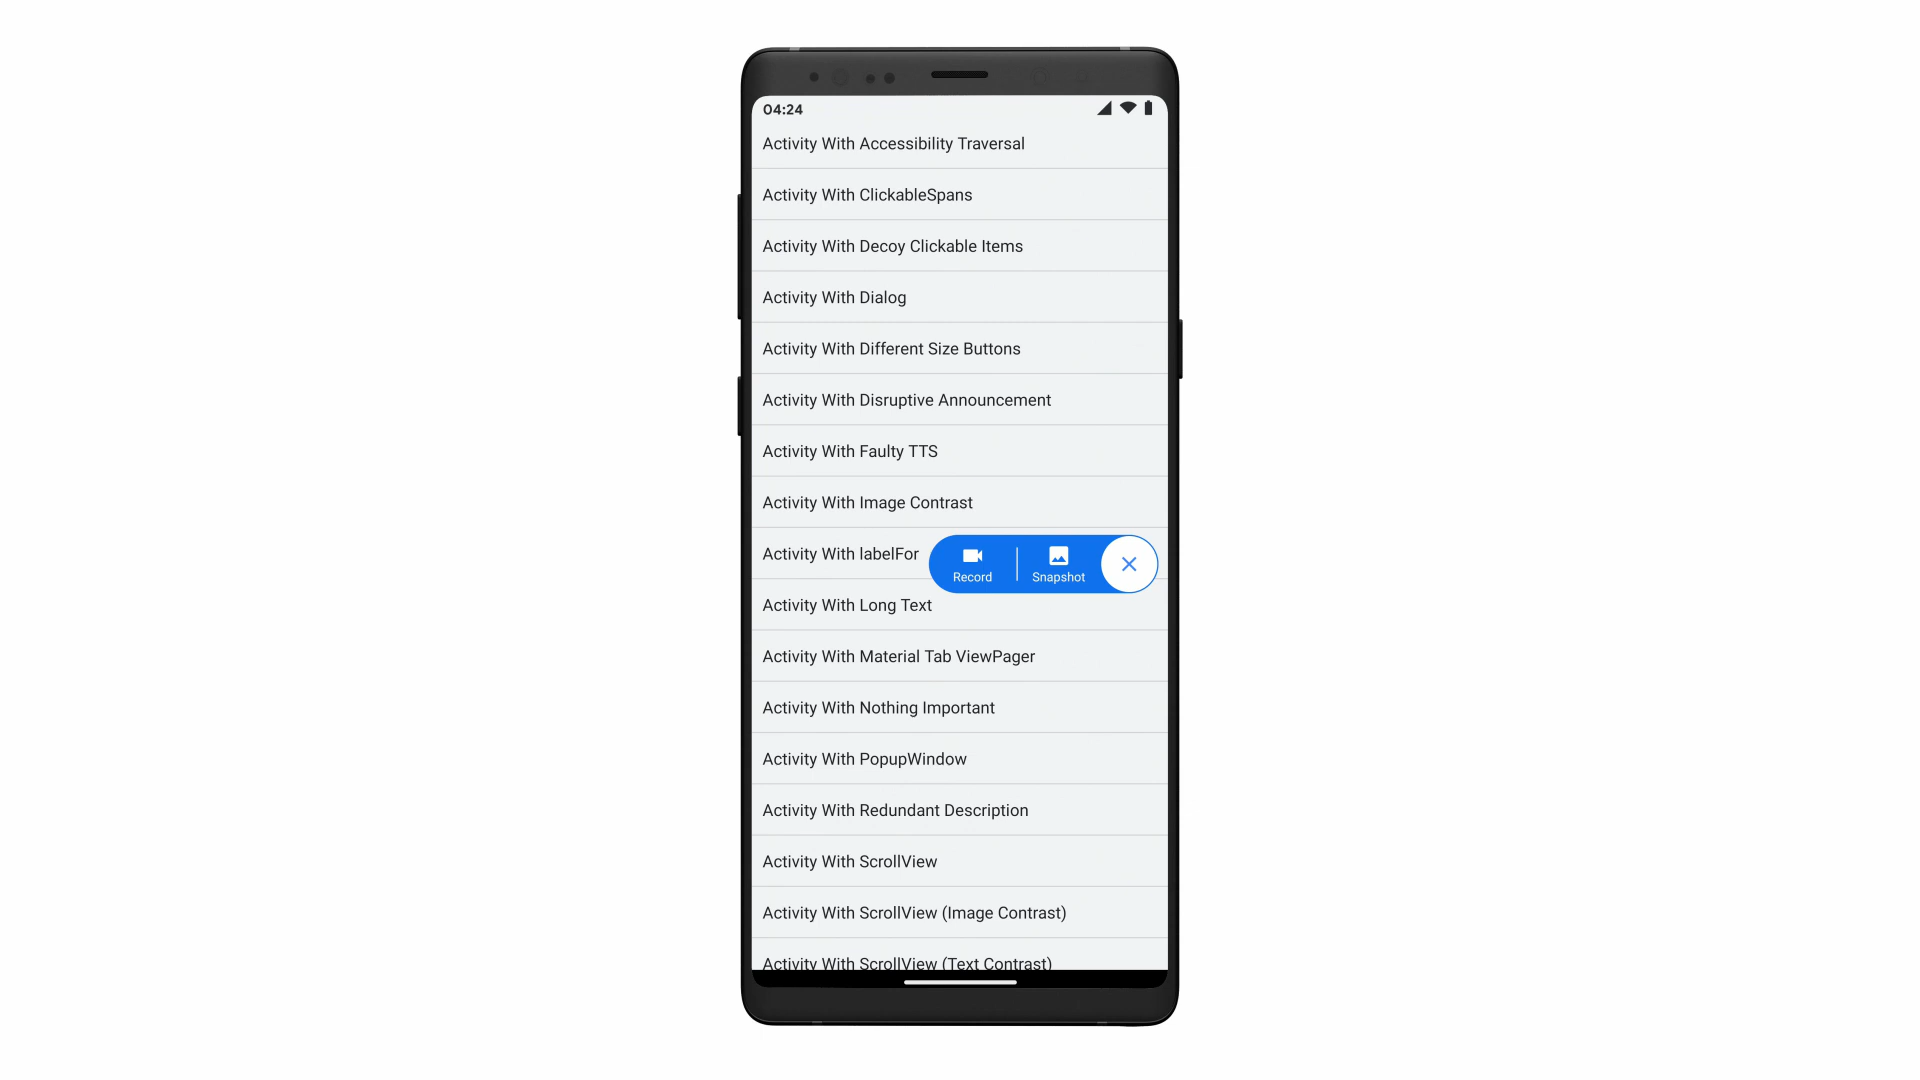 04:24
Activity With Accessibility Traversal
Activity With ClickableSpans
Activity With Decoy Clickable Items
Activity With Dialog
Activity With Different Size Buttons
Activity With Disruptive Announcement
Activity With Faulty TTS
Activity With Image Contrast
Activity With labelFor
Record
Snapshot
Activity With Long Text
Activity With Material Tab ViewPager
Activity With Nothing Important
Activity With PopupWindow
Activity With Redundant Description
Activity With ScrollView
Activity With ScrollView (Image Contrast)
Activity With ScrollView (Text Contrast)